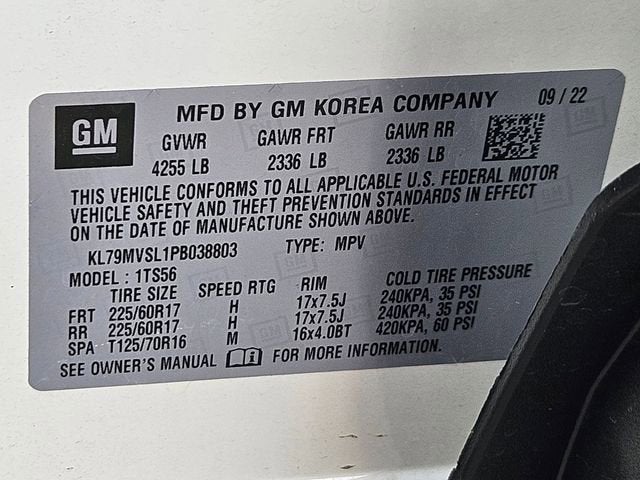 GM
MFD BY GM KOREA COMPANY 09 / 22
GVWR GAWR FRT GAWR RR
4255 LB 2336 LB 2336 LB
THIS VEHICLE CONFORMS TO ALL APPLICABLE U.S. FEDERAL MOTOR
VEHICLE SAFETY AND THEFT PREVENTION STANDARDS IN EFFECT
ON THE DATE OF MANUFACTURE SHOWN ABOVE.
KL79MVSL1PB038803 TYPE: MPV
MODEL : 1TS56
TIRE SIZE SPEED RTG RIM COLD TIRE PRESSURE
FRT 225/60R17 H 17x7.5J 240KPA, 35 PSI
RR 225/60R17 H 17x7.5J 240KPA, 35 PSI
SPA T125/70R16 M 16x4.0BT 420KPA, 60 PSI
SEE OWNER'S MANUAL FOR MORE INFORMATION.